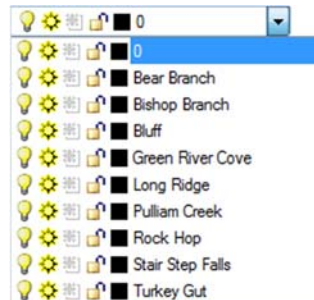 0
0
Bear Branch
Bishop Branch
Bluff
Green River Cove
Long Ridge
Pulliam Creek
Rock Hop
Stair Step Falls
Turkey Gut